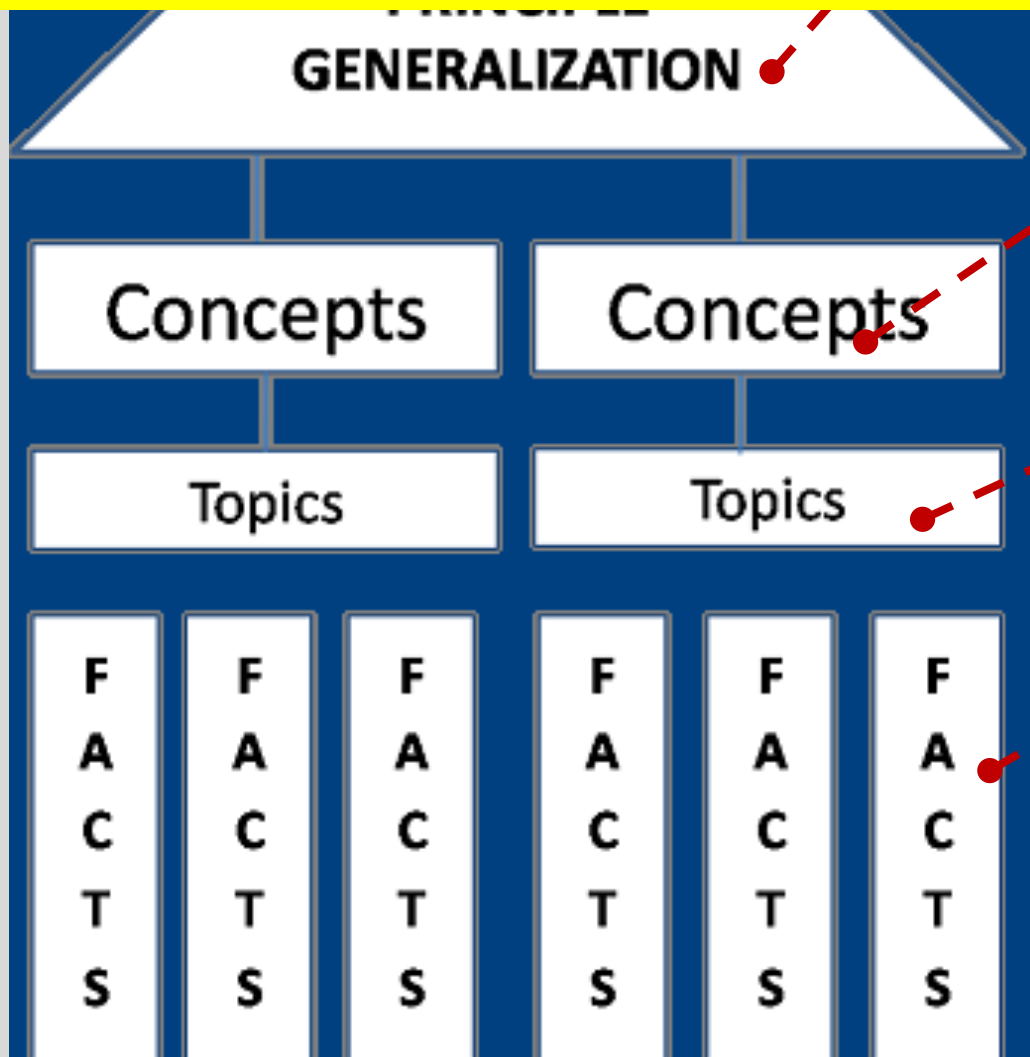 GENERALIZATION
Concepts Concepts
Topics Topics
F F F F F F
A A A A A A
C C C C C C
T T T T T T
S S S S S S